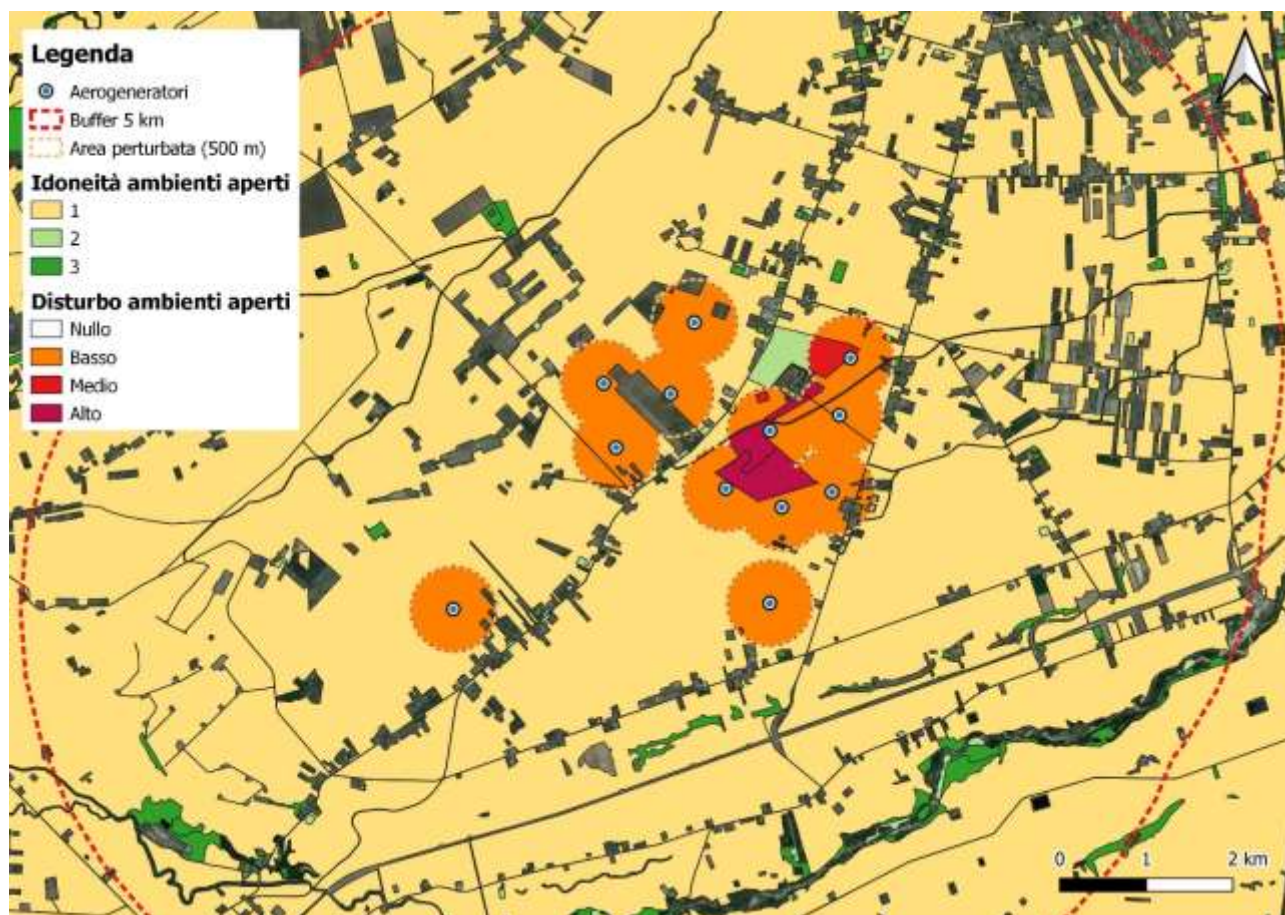 Legenda
Aerogeneratori
Buffer 5 km
Area perturbata (500 m)
Idoneità ambienti aperti
1
2
3
Disturbo ambienti aperti
Nullo
Basso
Medio
Alto
0 1 2 km